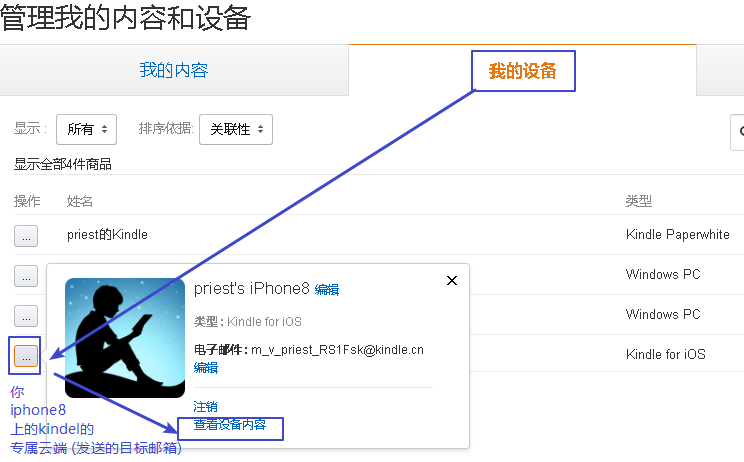 管理我的内容和设备
我的内容 我的设备
显示： 所有 排序依据: 关联性
显示全部4件商品
操作 姓名 类型
... priest的Kindle Kindle Paperwhite
... Windows PC
... Windows PC
... Kindle for iOS
priest's iPhone8 编辑
类型: Kindle for iOS
电子邮件: m_v_priest_RS1Fsk@kindle.cn
编辑
注销
查看设备内容
你
iphone8
上的kindel的
专属云端 (发送的目标邮箱)